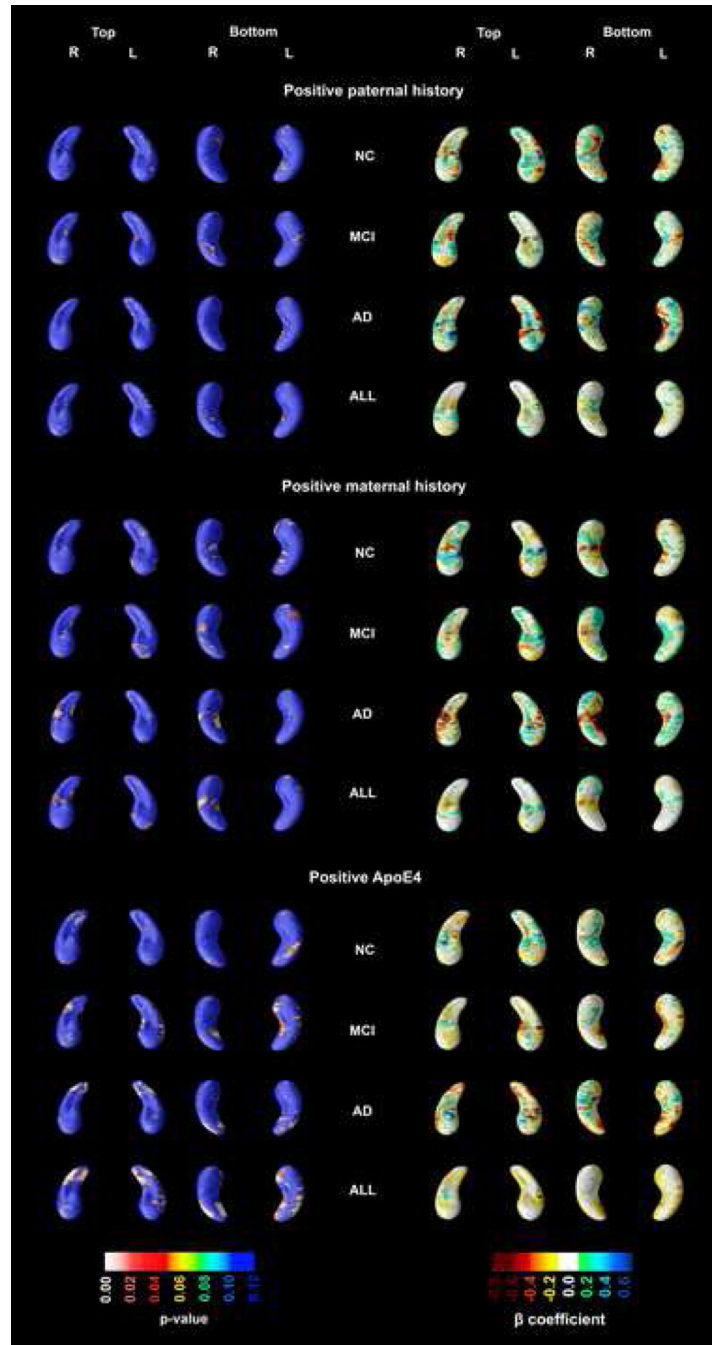 Top Bottom Top Bottom
R L R L R L R L
Positive paternal history
NC
MCI
AD
ALL
Positive maternal history
NC
MCI
AD
ALL
Positive ApoE4
NC
MCI
AD
ALL
0.00 0.02 0.04 0.06 0.08 0.10 0.12 -0.4 -0.2 0.0 0.2 0.4 0.6
p-value β coefficient